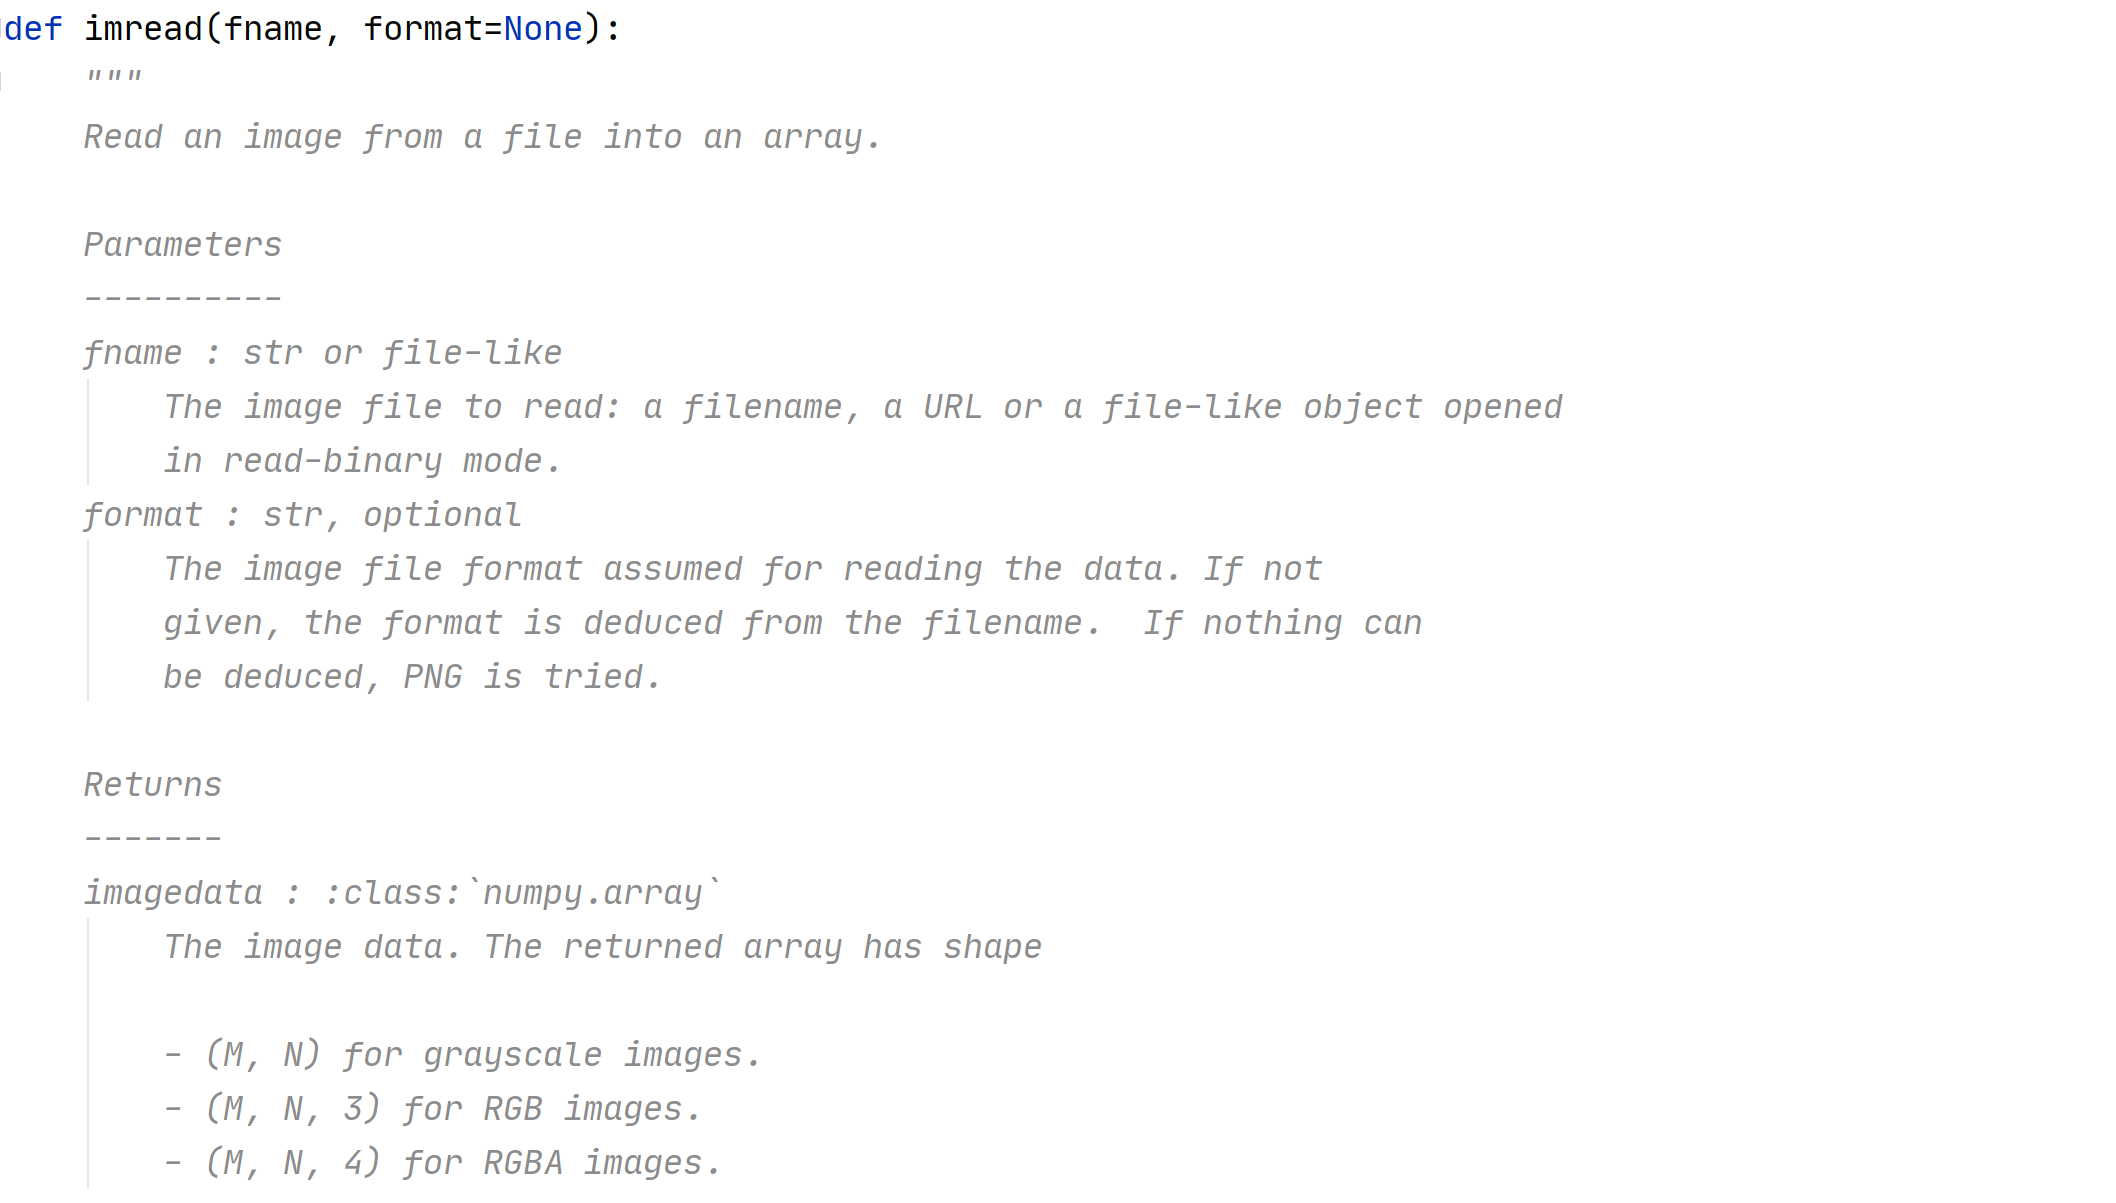 def imread(fname, format=None):
    """
    Read an image from a file into an array.

    Parameters
    ----------
    fname : str or file-like
        The image file to read: a filename, a URL or a file-like object opened
        in read-binary mode.
    format : str, optional
        The image file format assumed for reading the data. If not
        given, the format is deduced from the filename.  If nothing can
        be deduced, PNG is tried.

    Returns
    -------
    imagedata : :class:`numpy.array`
        The image data. The returned array has shape

        - (M, N) for grayscale images.
        - (M, N, 3) for RGB images.
        - (M, N, 4) for RGBA images.